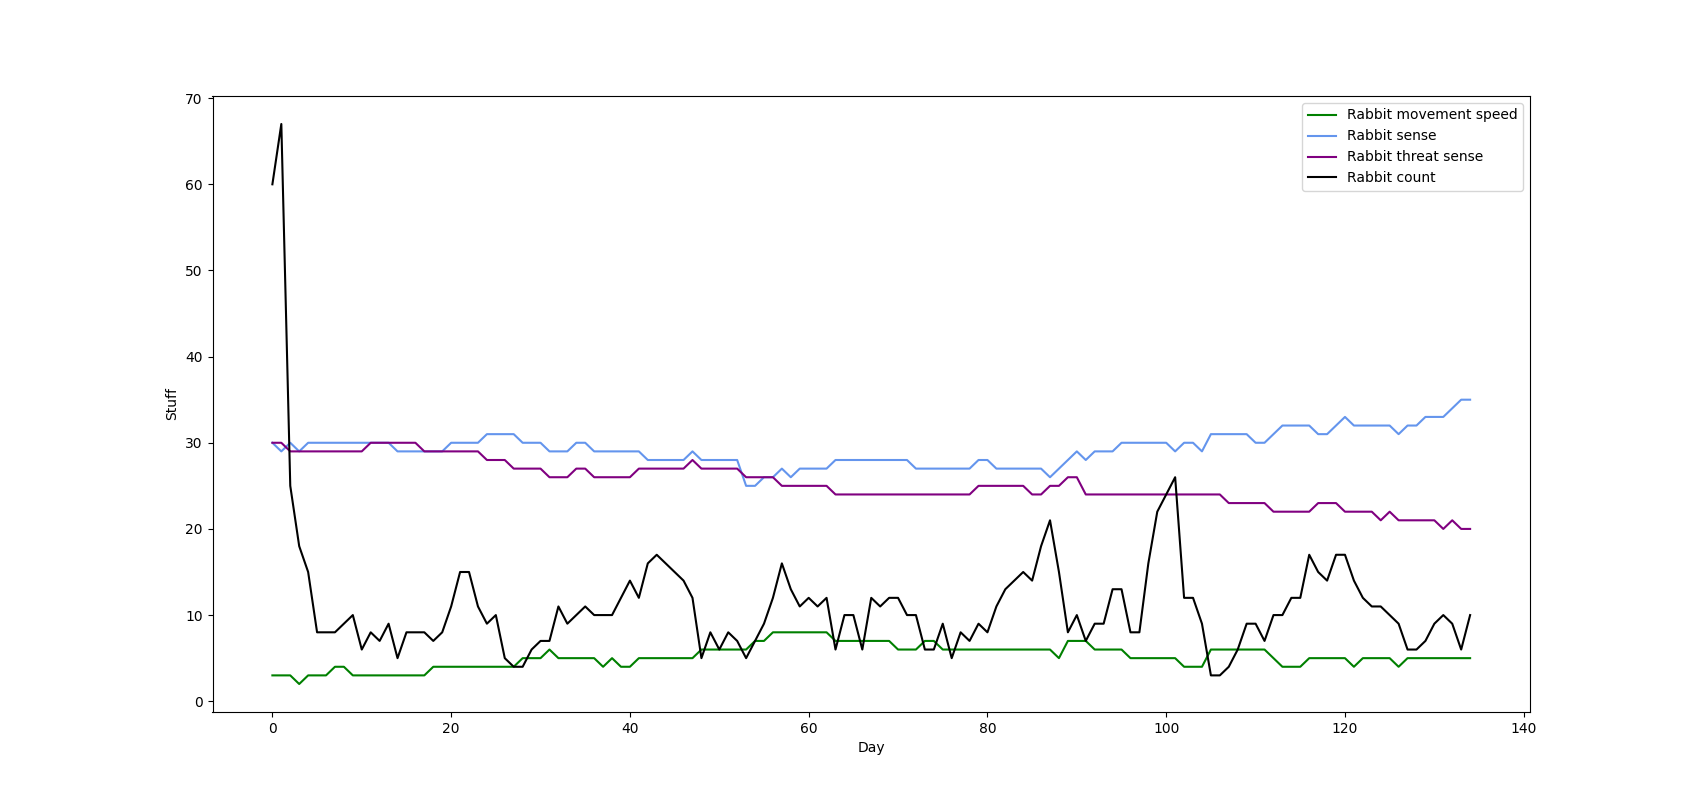 70
60
50
40
30
20
10
0
Stuff
0 20 40 60 80 100 120 140
Day
Rabbit movement speed
Rabbit sense
Rabbit threat sense
Rabbit count